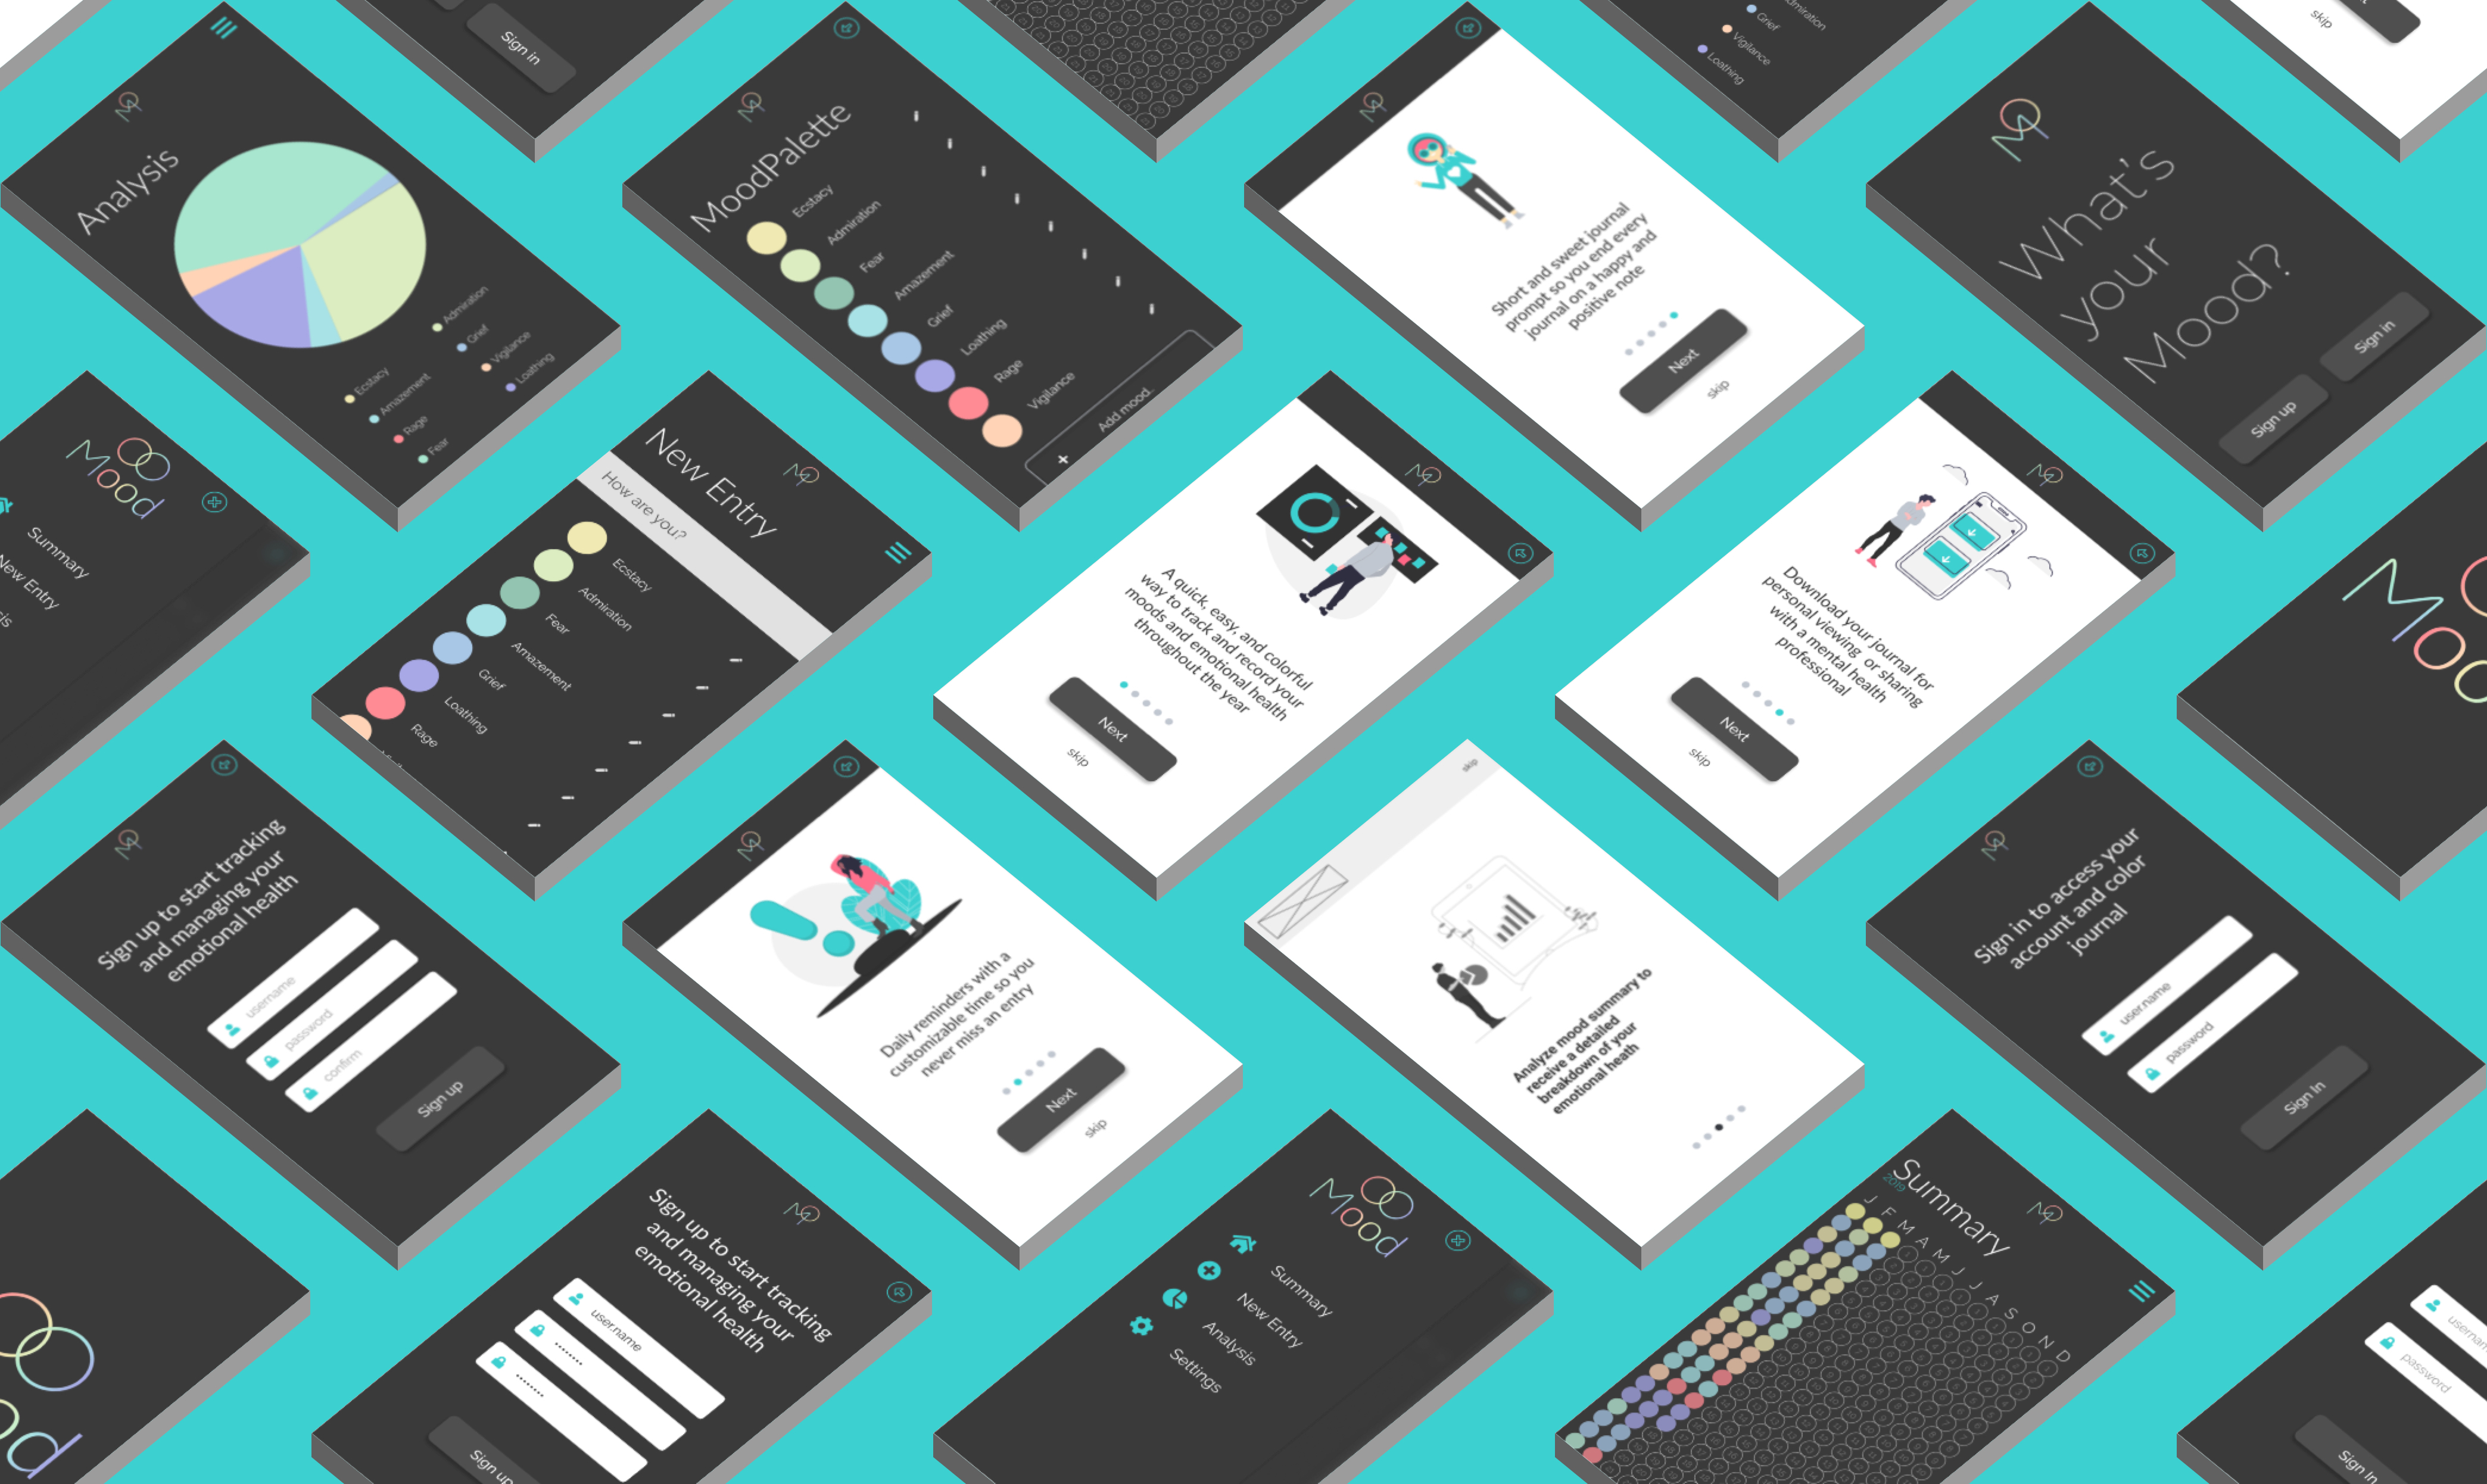 Sign in
Grief
Vigilance
Loathing
skip
Analysis
Admiration
Grief
Vigilance
Loathing
Ecstacy
Amazement
Rage
Fear
MoodPalette
Ecstacy
Admiration
Fear
Amazement
Grief
Loathing
Rage
Vigilance
+ Add mood..
Short and sweet journal
prompt so you end every
journal on a happy and
positive note
Next
skip
What's
your
Mood?
Sign in
Sign up
Mood
Summary
New Entry
New Entry
How are you?
Ecstacy
Admiration
Fear
Amazement
Grief
Loathing
Rage
A quick, easy, and colorful
way to track and record your
moods and emotional health
throughout the year
Next
skip
Download your journal for
personal viewing or sharing
with a mental health
professional
Next
skip
Moo
Sign up to start tracking
and managing your
emotional health
username
password
confirm
Sign up
Daily reminders with a
customizable time so you
never miss an entry
Next
skip
skip
Analyze mood summary to
receive a detailed
breakdown of your
emotional heath
Sign in to access your
account and color
journal
user.name
password
Sign In
Sign up to start tracking
and managing your
emotional health
user.name
Sign up
Mood
Summary
New Entry
Analysis
Settings
Summary
2019
J F M A M J J A S O N D
password
Sign In